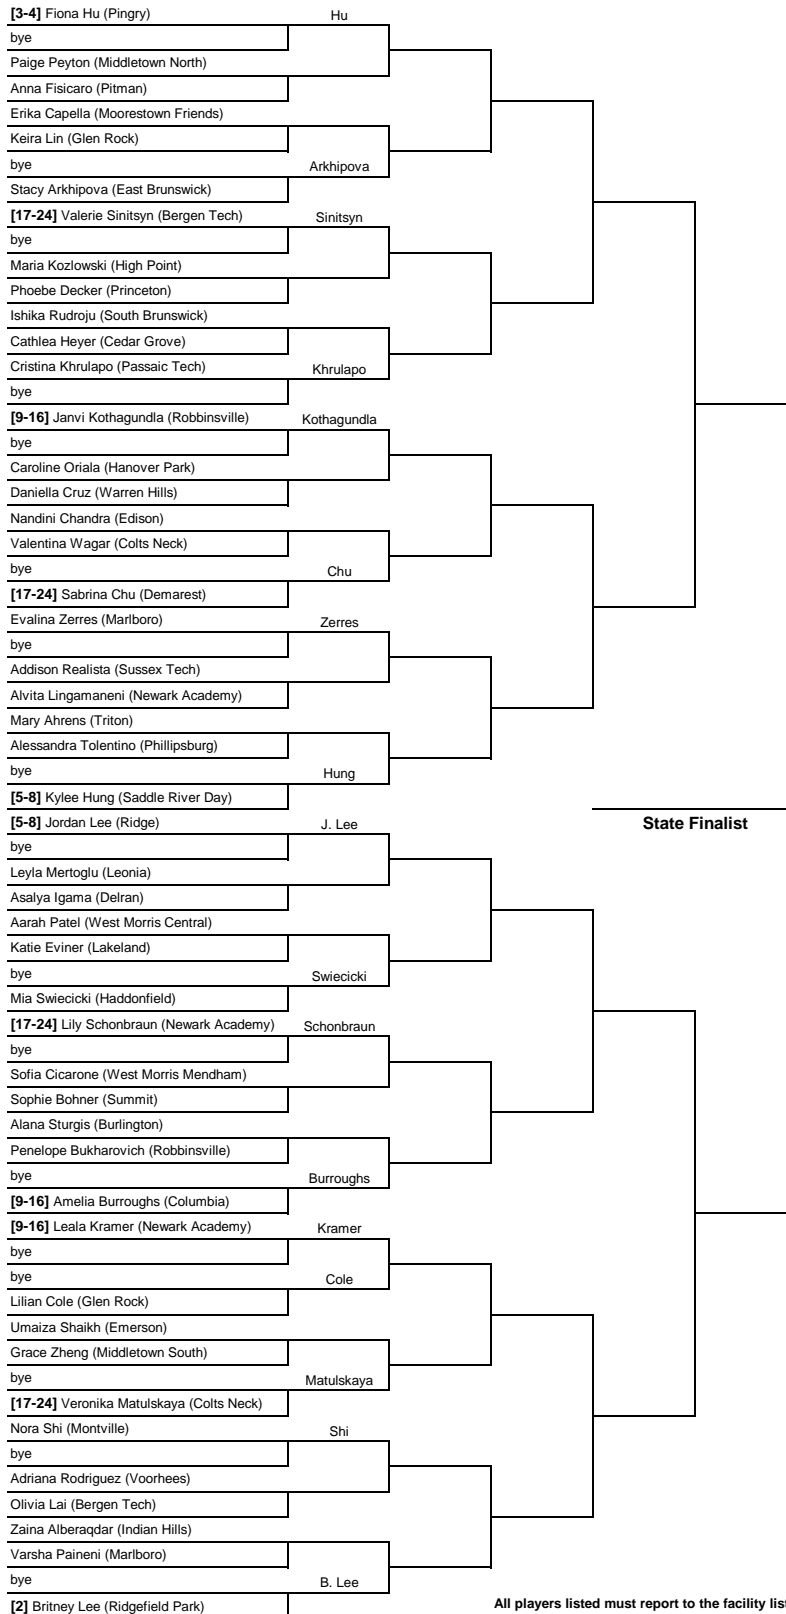 [3-4] Fiona Hu (Pingry)
Hu
bye
Paige Peyton (Middletown North)
Anna Fisicaro (Pitman)
Erika Capella (Moorestown Friends)
Keira Lin (Glen Rock)
bye
Arkhipova
Stacy Arkhipova (East Brunswick)
[17-24] Valerie Sinitsyn (Bergen Tech)
Sinitsyn
bye
Maria Kozlowski (High Point)
Phoebe Decker (Princeton)
Ishika Rudroju (South Brunswick)
Cathlea Heyer (Cedar Grove)
Cristina Khrulapo (Passaic Tech)
Khrulapo
bye
[9-16] Janvi Kothagundla (Robbinsville)
Kothagundla
bye
Caroline Oriala (Hanover Park)
Daniella Cruz (Warren Hills)
Nandini Chandra (Edison)
Valentina Wagar (Colts Neck)
bye
Chu
[17-24] Sabrina Chu (Demarest)
Evalina Zerres (Marlboro)
Zerres
bye
Addison Realista (Sussex Tech)
Alvita Lingamaneni (Newark Academy)
Mary Ahrens (Triton)
Alessandra Tolentino (Phillipsburg)
bye
Hung
[5-8] Kylee Hung (Saddle River Day)
[5-8] Jordan Lee (Ridge)
J. Lee
State Finalist
bye
Leyla Mertoglu (Leonia)
Asalya Igama (Delran)
Aarah Patel (West Morris Central)
Katie Eviner (Lakeland)
bye
Swiecicki
Mia Swiecicki (Haddonfield)
[17-24] Lily Schonbraun (Newark Academy)
Schonbraun
bye
Sofia Cicarone (West Morris Mendham)
Sophie Bohner (Summit)
Alana Sturgis (Burlington)
Penelope Bukharovich (Robbinsville)
bye
Burroughs
[9-16] Amelia Burroughs (Columbia)
[9-16] Leala Kramer (Newark Academy)
Kramer
bye
bye
Cole
Lilian Cole (Glen Rock)
Umaiza Shaikh (Emerson)
Grace Zheng (Middletown South)
bye
Matulskaya
[17-24] Veronika Matulskaya (Colts Neck)
Nora Shi (Montville)
Shi
bye
Adriana Rodriguez (Voorhees)
Olivia Lai (Bergen Tech)
Zaina Alberaqdar (Indian Hills)
Varsha Paineni (Marlboro)
bye
B. Lee
[2] Britney Lee (Ridgefield Park)
All players listed must report to the facility list